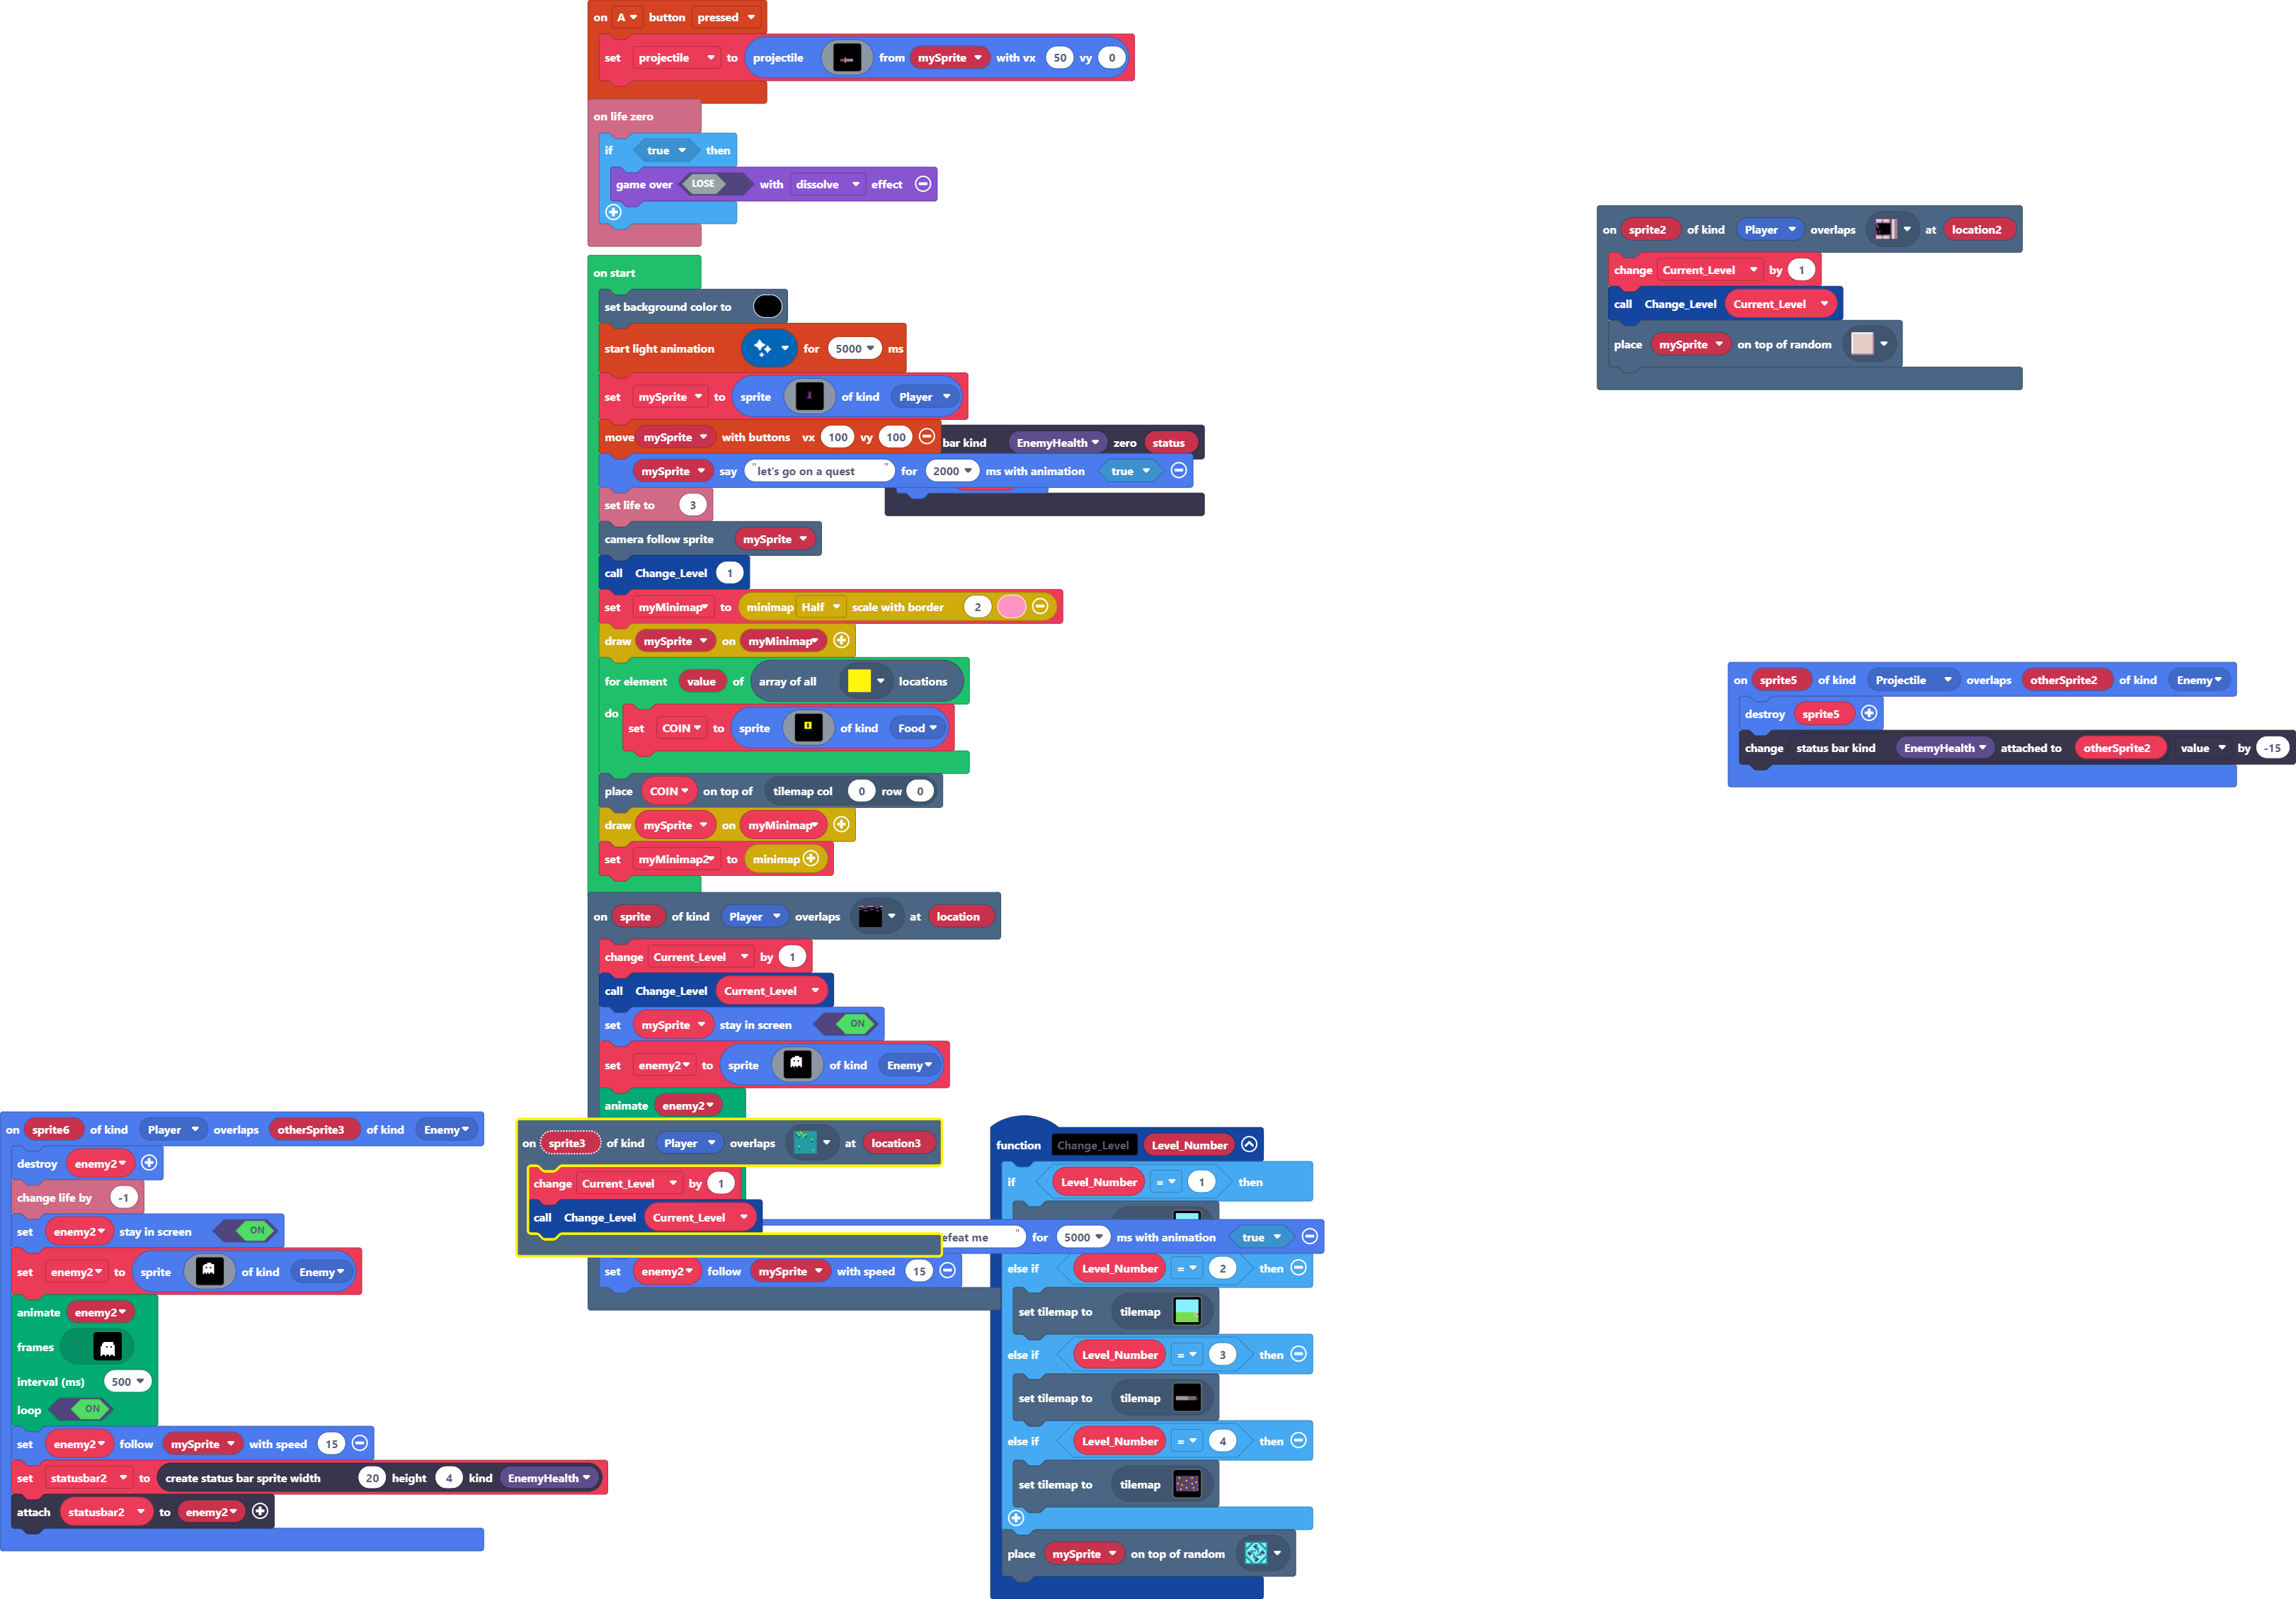 on A button pressed
set projectile to projectile from mySprite with vx 50 vy 0
on life zero
if true then
game over LOSE with dissolve effect
on start
set background color to
start light animation for 5000 ms
set mySprite to sprite of kind Player
move mySprite with buttons vx 100 vy 100
bar kind EnemyHealth zero status
mySprite say "let's go on a quest" for 2000 ms with animation true
set life to 3
camera follow sprite mySprite
call Change_Level 1
set myMinimap to minimap Half scale with border 2
draw mySprite on myMinimap
for element value of array of all locations
do
set COIN to sprite of kind Food
place COIN on top of tilemap col 0 row 0
draw mySprite on myMinimap
set myMinimap2 to minimap
on sprite of kind Player overlaps at location
change Current_Level by 1
call Change_Level Current_Level
set mySprite stay in screen ON
set enemy2 to sprite of kind Enemy
animate enemy2
efeat me " for 5000 ms with animation true
set enemy2 follow mySprite with speed 15
on sprite3 of kind Player overlaps at location3
change Current_Level by 1
call Change_Level Current_Level
on sprite2 of kind Player overlaps at location2
change Current_Level by 1
call Change_Level Current_Level
place mySprite on top of random
on sprite5 of kind Projectile overlaps otherSprite2 of kind Enemy
destroy sprite5
change status bar kind EnemyHealth attached to otherSprite2 value by -15
on sprite6 of kind Player overlaps otherSprite3 of kind Enemy
destroy enemy2
change life by -1
set enemy2 stay in screen ON
set enemy2 to sprite of kind Enemy
animate enemy2
frames
interval (ms) 500
loop ON
set enemy2 follow mySprite with speed 15
set statusbar2 to create status bar sprite width 20 height 4 kind EnemyHealth
attach statusbar2 to enemy2
function Change_Level Level_Number
if Level_Number = 1 then
else if Level_Number = 2 then
set tilemap to tilemap
else if Level_Number = 3 then
set tilemap to tilemap
else if Level_Number = 4 then
set tilemap to tilemap
place mySprite on top of random